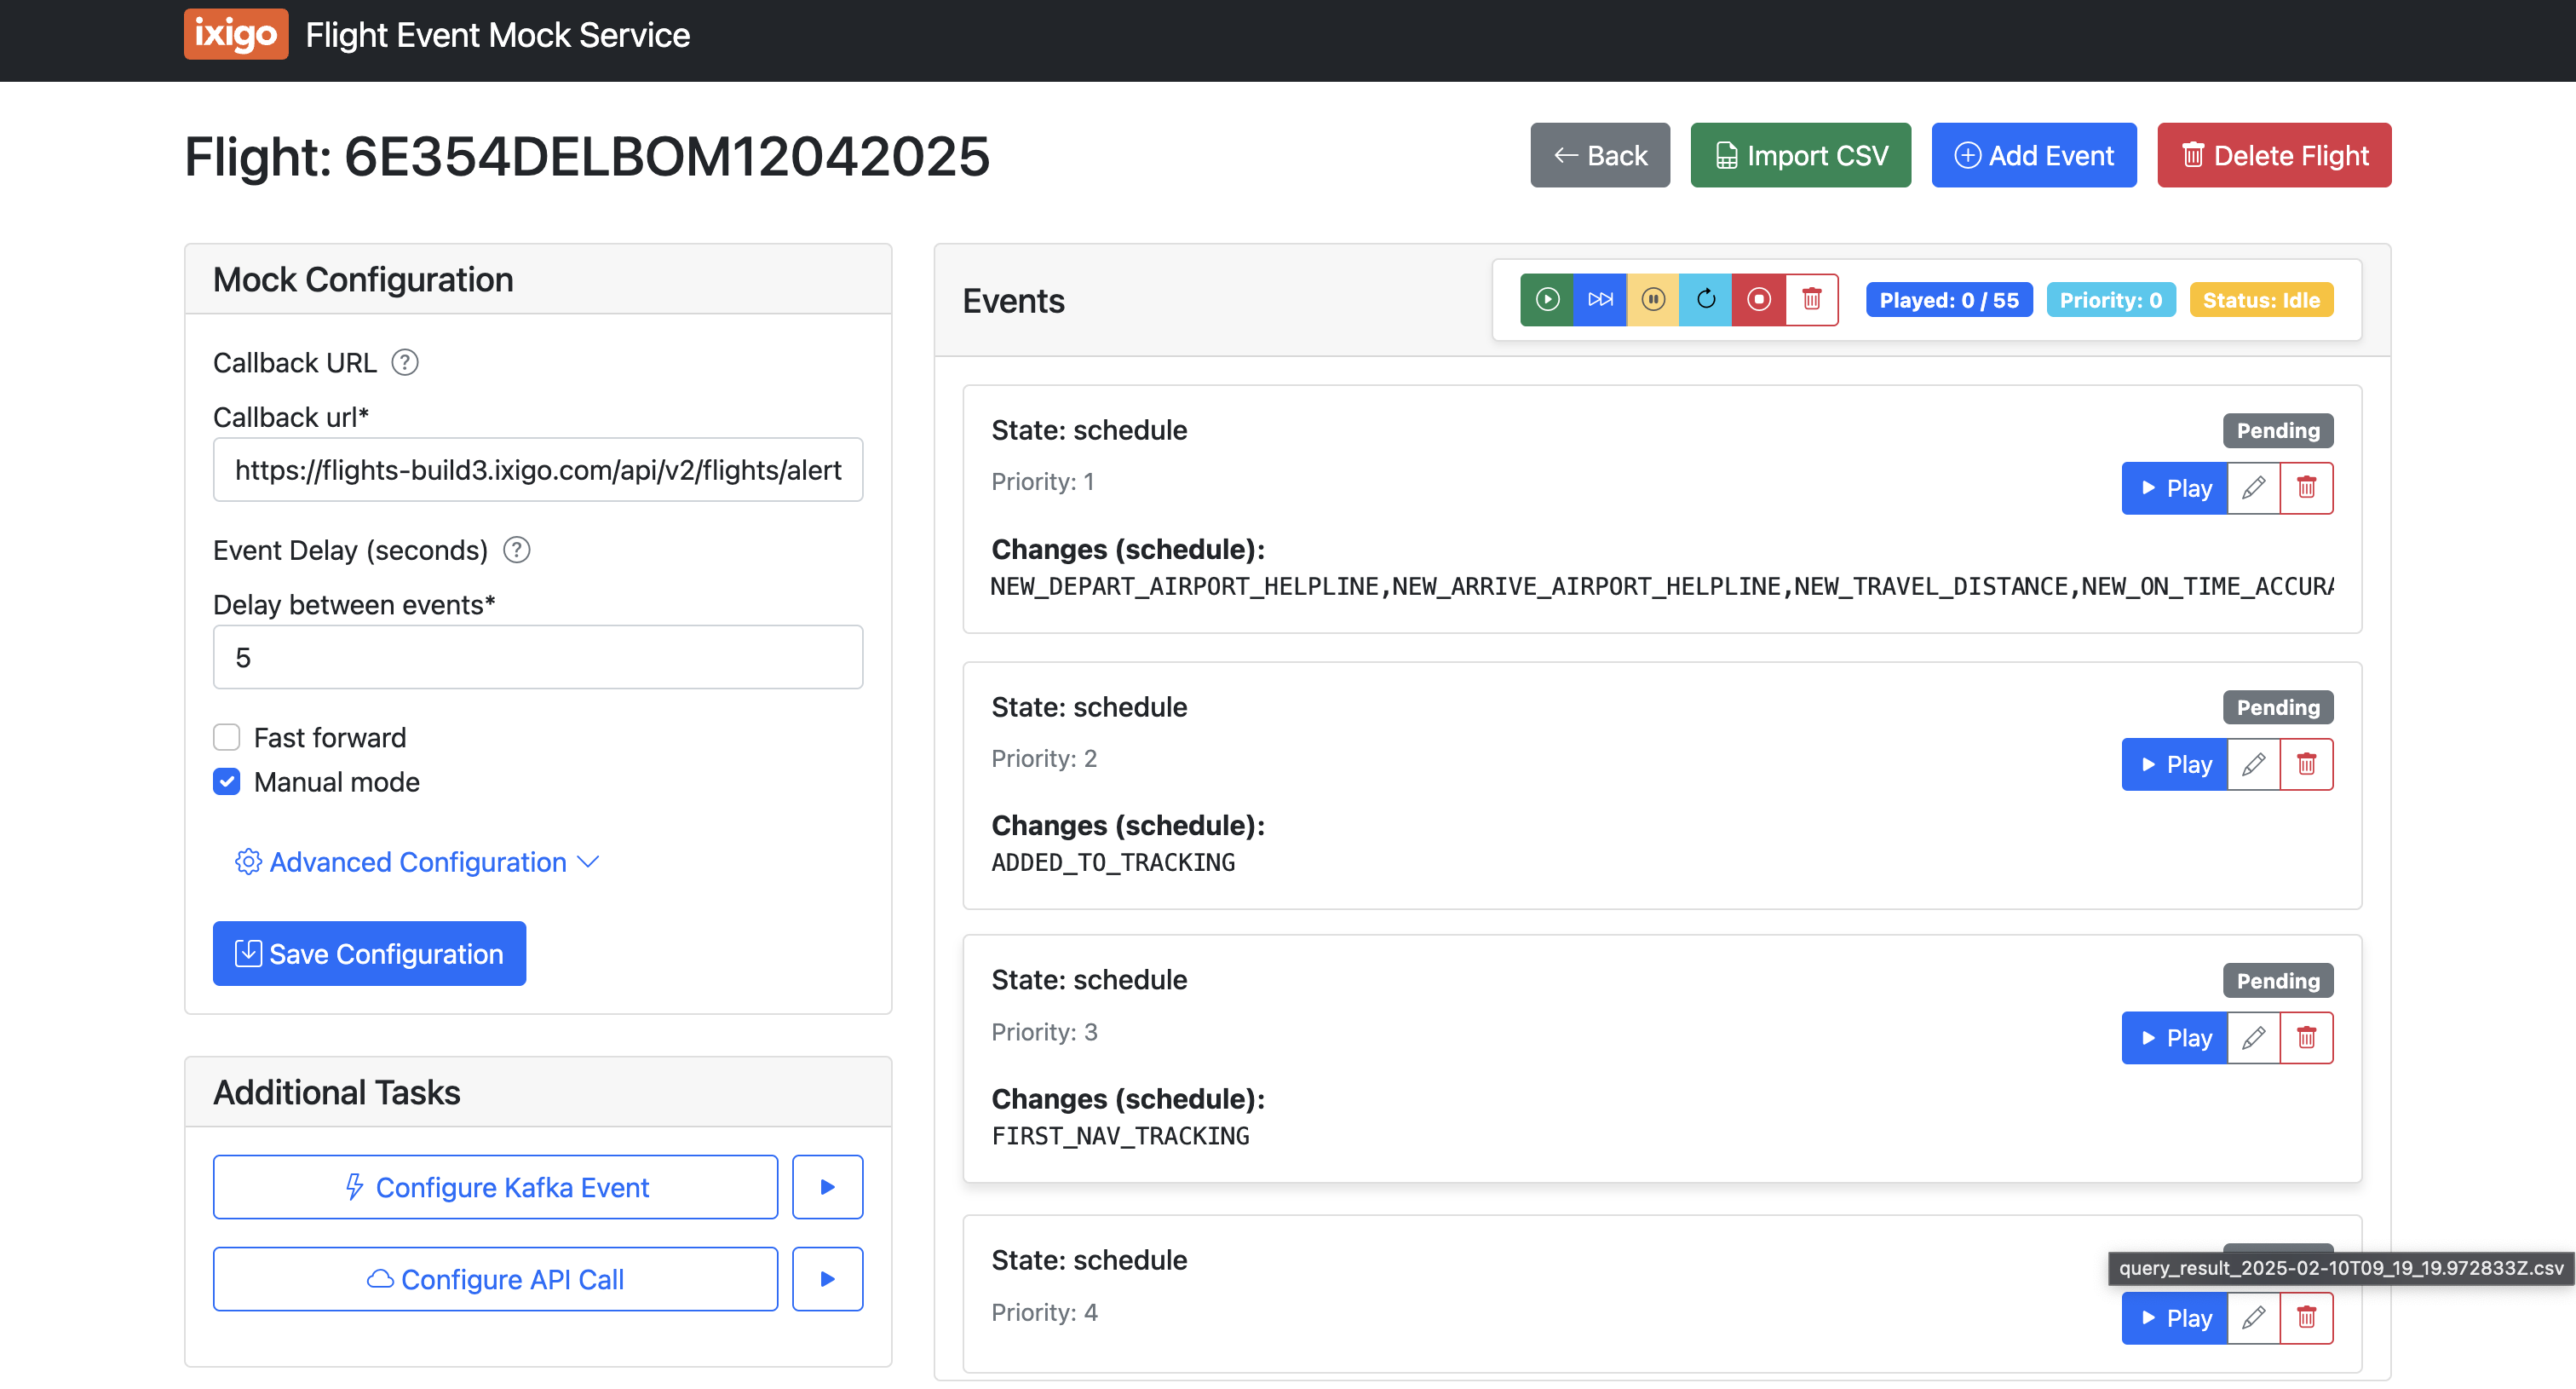 ixigo Flight Event Mock Service
Flight: 6E354DELBOM12042025
Back
Import CSV
Add Event
Delete Flight
Mock Configuration
Callback URL ?
Callback url*
https://flights-build3.ixigo.com/api/v2/flights/alert
Event Delay (seconds) ?
Delay between events*
5
Fast forward
Manual mode
Advanced Configuration
Save Configuration
Additional Tasks
Configure Kafka Event
Configure API Call
Events
Played: 0 / 55
Priority: 0
Status: Idle
State: schedule
Pending
Priority: 1
Play
Changes (schedule):
NEW_DEPART_AIRPORT_HELPLINE,NEW_ARRIVE_AIRPORT_HELPLINE,NEW_TRAVEL_DISTANCE,NEW_ON_TIME_ACCURA
State: schedule
Pending
Priority: 2
Play
Changes (schedule):
ADDED_TO_TRACKING
State: schedule
Pending
Priority: 3
Play
Changes (schedule):
FIRST_NAV_TRACKING
State: schedule
query_result_2025-02-10T09_19_19.972833Z.csv
Priority: 4
Play